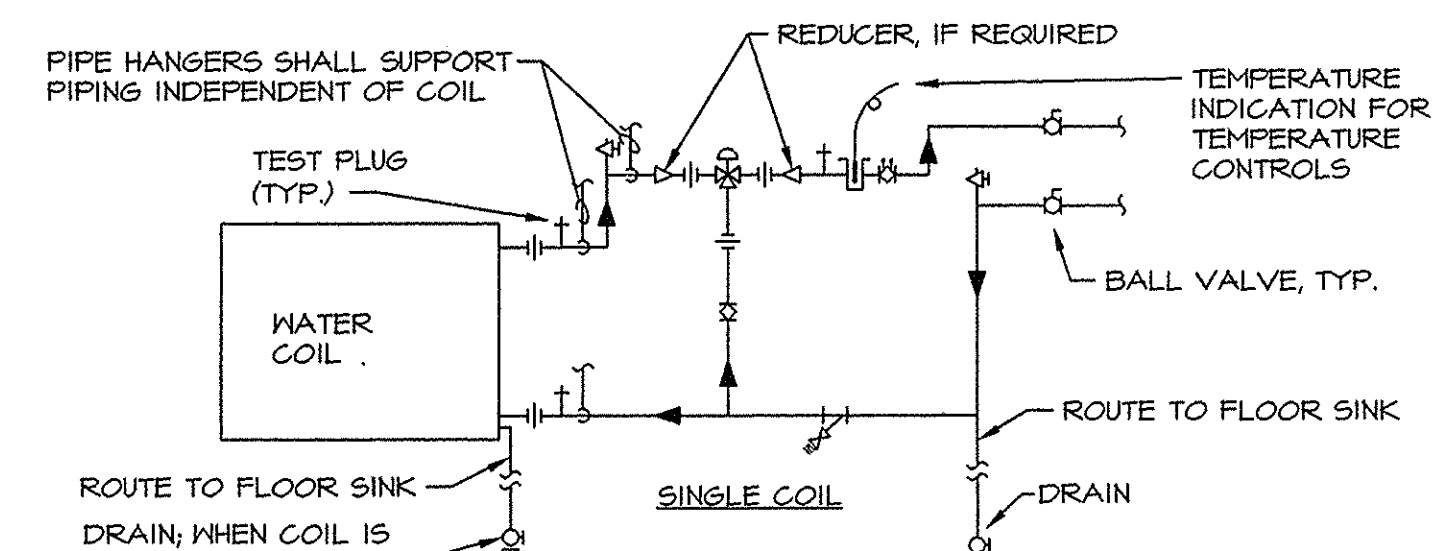 REDUCER, IF REQUIRED
PIPE HANGERS SHALL SUPPORT
PIPING INDEPENDENT OF COIL
TEMPERATURE
INDICATION FOR
TEMPERATURE
CONTROLS
TEST PLUG
(TYP.)
BALL VALVE, TYP.
WATER
COIL .
ROUTE TO FLOOR SINK
ROUTE TO FLOOR SINK
SINGLE COIL
DRAIN
DRAIN; WHEN COIL IS